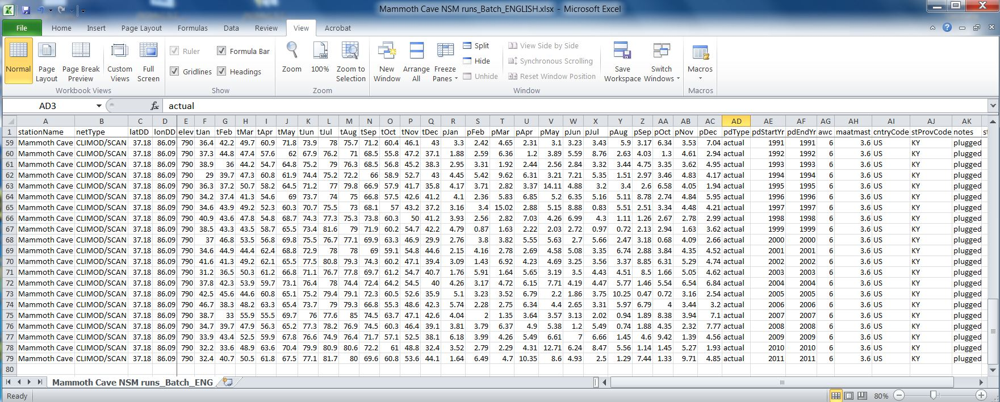 Mammoth Cave NSM runs_Batch_ENGLISH.xlsx - Microsoft Excel
File Home Insert Page Layout Formulas Data Review View Acrobat
Normal Page Layout Page Break Preview Custom Views Full Screen
Workbook Views
Ruler Formula Bar
Gridlines Headings
Show
Zoom 100% Zoom to Selection
Zoom
New Window Arrange All Freeze Panes
Split
Hide
Unhide
View Side by Side
Synchronous Scrolling
Reset Window Position
Window
Save Workspace Switch Windows
Macros
Macros
AD3 fx actual
A B C D E F G H I J K L M N O P Q R S T U V W X Y Z AA AB AC AD AE AF AG AH AI AJ AK
1 stationName netType latDD lonDD elev tJan tFeb tMar tApr tMay tJun tJul tAug tSep tOct tNov tDec pJan pFeb pMar pApr pMay pJun pJul pAug pSep pOct pNov pDec pdType pdStartYr pdEndYr awc maatmast cntryCode stProvCode notes
59 Mammoth Cave CLIMOD/SCAN 37.18 86.09 790 36.4 42.2 49.7 60.9 71.8 73.9 78 75.7 71.2 60.4 46.1 43 3.3 2.42 4.65 2.31 3.1 3.23 3.43 5.9 3.17 6.34 3.53 7.04 actual 1991 1991 6 3.6 US KY plugged
60 Mammoth Cave CLIMOD/SCAN 37.18 86.09 790 37.3 44.8 47.4 57.6 62 67.9 76.2 71 68.5 55.8 47.2 37.1 1.88 2.59 6.36 1.2 3.89 5.59 8.76 2.63 4.03 1.3 4.61 2.94 actual 1992 1992 6 3.6 US KY plugged
61 Mammoth Cave CLIMOD/SCAN 37.18 86.09 790 38.9 36 44.2 54.7 64.8 75.2 79 76.3 68.5 56.8 45.2 38.3 2.95 3.31 1.92 2.44 2.56 2.84 3.32 3.44 4.75 3.35 3.62 4.95 actual 1993 1993 6 3.6 US KY plugged
62 Mammoth Cave CLIMOD/SCAN 37.18 86.09 790 29 39.7 47.3 60.8 61.9 74.4 75.2 72.2 66 58.9 52.7 43 4.45 5.42 9.62 6.31 3.21 7.21 5.35 1.51 2.97 3.46 4.83 4.17 actual 1994 1994 6 3.6 US KY plugged
63 Mammoth Cave CLIMOD/SCAN 37.18 86.09 790 36.3 37.2 50.7 58.2 64.5 71.2 77 79.8 66.9 57.9 41.7 35.8 4.17 3.71 2.82 3.37 14.11 4.88 3.2 3.4 2.6 6.58 4.05 1.94 actual 1995 1995 6 3.6 US KY plugged
64 Mammoth Cave CLIMOD/SCAN 37.18 86.09 790 34.2 37.4 41.3 54.6 69 73.7 74 75 66.8 57.5 42.6 41.2 4.1 2.36 5.83 6.85 5.2 6.35 5.16 5.11 8.78 2.74 4.84 5.95 actual 1996 1996 6 3.6 US KY plugged
65 Mammoth Cave CLIMOD/SCAN 37.18 86.09 790 34.6 43.9 49.2 52.3 60.3 70.7 75.5 73 68.1 57 43.2 37.2 3.16 3.4 15.02 2.88 5.15 8.88 0.83 5.51 2.51 3.34 4.48 4.21 actual 1997 1997 6 3.6 US KY plugged
66 Mammoth Cave CLIMOD/SCAN 37.18 86.09 790 40.9 43.6 47.8 54.8 68.7 74.3 77.3 75.3 73.8 60.3 50 41.2 3.93 2.56 2.82 7.03 4.26 6.99 4.3 1.11 1.26 2.67 2.78 2.99 actual 1998 1998 6 3.6 US KY plugged
67 Mammoth Cave CLIMOD/SCAN 37.18 86.09 790 38.5 43.3 43.5 58.7 65.5 73.4 81.6 79 71.9 60.2 54.7 42.2 4.79 0.87 1.63 2.22 2.03 2.72 0.97 0.72 2.13 2.94 1.63 3.62 actual 1999 1999 6 3.6 US KY plugged
68 Mammoth Cave CLIMOD/SCAN 37.18 86.09 790 37 46.8 53.5 56.8 69.8 75.5 76.7 77.1 69.9 63.3 46.9 29.9 2.76 3.8 3.82 5.55 5.63 2.7 5.66 2.47 3.18 0.68 4.09 2.66 actual 2000 2000 6 3.6 US KY plugged
69 Mammoth Cave CLIMOD/SCAN 37.18 86.09 790 34.6 44.9 44.4 62.4 68.8 72.9 78 78 69 59.1 54.8 44.6 2.15 4.16 2.78 2.69 4.58 5.08 3.35 6.74 2.88 3.84 4.35 4.52 actual 2001 2001 6 3.6 US KY plugged
70 Mammoth Cave CLIMOD/SCAN 37.18 86.09 790 41.6 41.3 49.2 62.1 65.5 77.5 80.8 79.3 74.3 60.2 47.1 39.4 3.09 1.43 6.92 4.23 4.69 3.25 3.56 3.37 8.85 6.31 5.29 4.74 actual 2002 2002 6 3.6 US KY plugged
71 Mammoth Cave CLIMOD/SCAN 37.18 86.09 790 31.2 36.5 50.3 61.2 66.8 71.1 76.7 77.8 69.7 61.2 54.7 40.7 1.76 5.91 1.64 5.65 3.19 3.5 4.43 4.51 8.5 1.66 5.05 4.62 actual 2003 2003 6 3.6 US KY plugged
72 Mammoth Cave CLIMOD/SCAN 37.18 86.09 790 37.8 42.3 53.9 59.7 73.1 76.4 78 74.4 72.4 64.2 54.5 40 4.26 3.17 4.72 6.15 7.71 4.19 4.47 5.77 1.46 5.54 6.54 6.84 actual 2004 2004 6 3.6 US KY plugged
73 Mammoth Cave CLIMOD/SCAN 37.18 86.09 790 42.5 45.6 44.6 60.8 65.1 75.2 79.4 79.1 72.3 60.5 52.6 35.9 5.1 3.23 3.52 6.79 2.2 1.86 3.75 10.25 0.47 0.72 3.16 2.54 actual 2005 2005 6 3.6 US KY plugged
74 Mammoth Cave CLIMOD/SCAN 37.18 86.09 790 46.7 38.3 48.2 63.3 65.4 73.7 79 79.3 66.8 55.3 48.6 42.3 5.74 2.28 2.75 6.34 4.4 2.65 3.31 5.97 6.79 4 3.44 3.2 actual 2006 2006 6 3.6 US KY plugged
75 Mammoth Cave CLIMOD/SCAN 37.18 86.09 790 38.7 33 55.9 55.5 69.7 76 77.6 85 74.5 63.7 47.1 42.6 4.04 2 1.35 3.64 3.57 3.13 2.02 0.94 1.89 8.38 3.94 7.1 actual 2007 2007 6 3.6 US KY plugged
76 Mammoth Cave CLIMOD/SCAN 37.18 86.09 790 34.7 39.7 47.9 56.3 65.2 77.3 78.2 76.9 74.5 60.3 46.4 39.1 3.81 3.79 6.37 4.9 5.38 1.2 5.49 0.74 1.88 4.35 2.32 7.77 actual 2008 2008 6 3.6 US KY plugged
77 Mammoth Cave CLIMOD/SCAN 37.18 86.09 790 33.9 43.4 52.5 59.9 67.8 76.6 74.9 76.4 71.7 57.1 52.5 38.1 6.18 3.99 4.26 5.49 6.61 7 6.66 1.45 4.6 9.42 1.39 4.56 actual 2009 2009 6 3.6 US KY plugged
78 Mammoth Cave CLIMOD/SCAN 37.18 86.09 790 32.2 33.6 48.9 63.6 70.4 79.9 80.9 80.6 72.2 61 48.8 32.4 3.52 2.79 2.29 4.31 12.71 6.24 8.47 5.56 1.14 1.45 5.27 1.93 actual 2010 2010 6 3.6 US KY plugged
79 Mammoth Cave CLIMOD/SCAN 37.18 86.09 790 32.4 40.7 50.5 61.8 67.5 77.1 81.7 80 69.6 60.8 53.6 44.1 1.64 6.49 4.7 10.35 8.6 4.93 2.5 1.29 7.44 1.33 9.71 4.85 actual 2011 2011 6 3.6 US KY plugged
80
Mammoth Cave NSM runs_Batch_ENG
Ready 80%